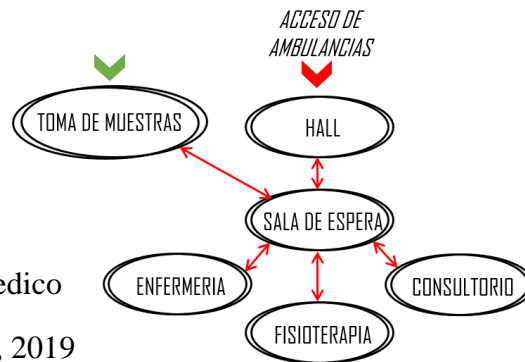 ACCESO DE
AMBULANCIAS
TOMA DE MUESTRAS
HALL
SALA DE ESPERA
ENFERMERIA
CONSULTORIO
FISIOTERAPIA
edico
, 2019